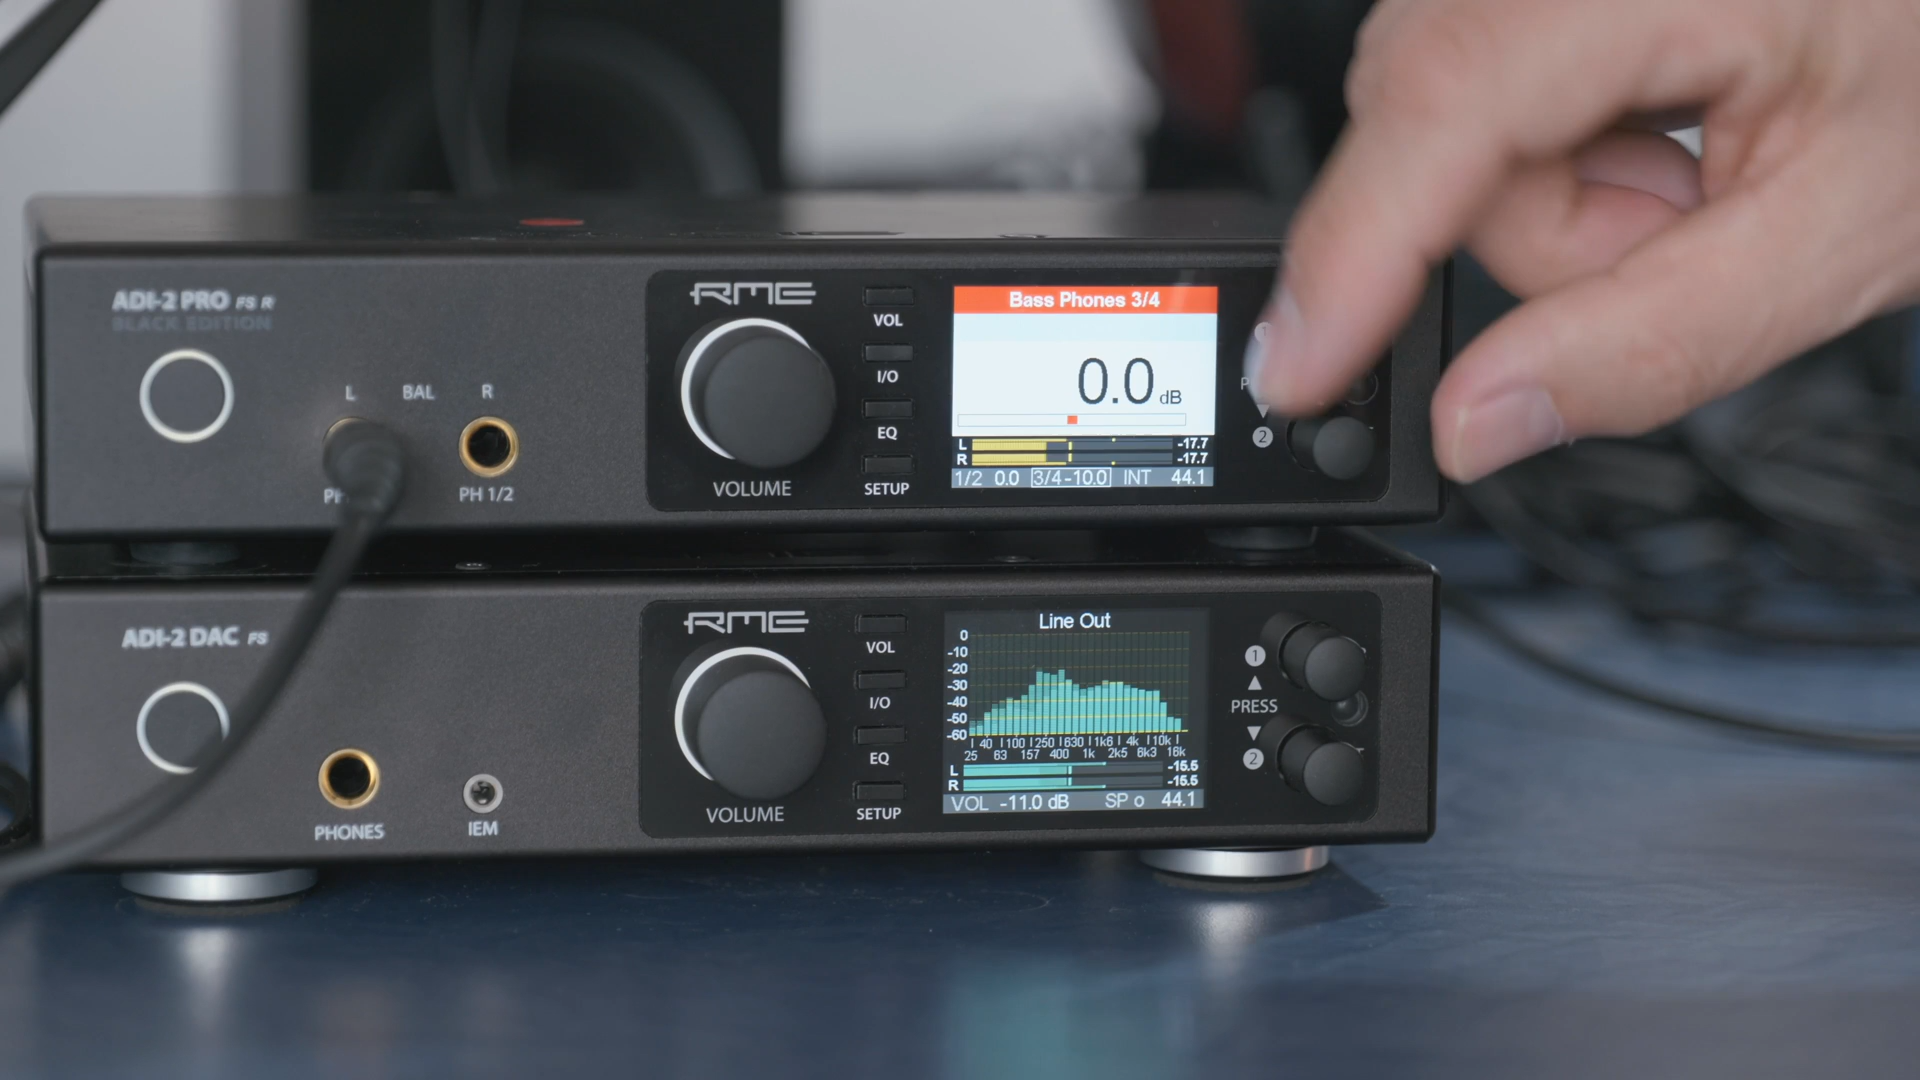 ADI-2 PRO FS R
BLACK EDITION
L BAL R
PH 1/2
RME
VOLUME
VOL
I/O
EQ
SETUP
Bass Phones 3/4
0.0 dB
L -17.7
R -17.7
1/2 0.0 3/4 -10.0 INT 44.1
1
2
ADI-2 DAC FS
PHONES
IEM
RME
VOLUME
VOL
I/O
EQ
SETUP
Line Out
0
-10
-20
-30
-40
-50
-60
40 100 250 630 1k6 4k 10k
25 63 157 400 1k 2k5 6k3 16k
L -15.5
R -15.5
VOL -11.0 dB SP o 44.1
1
PRESS
2